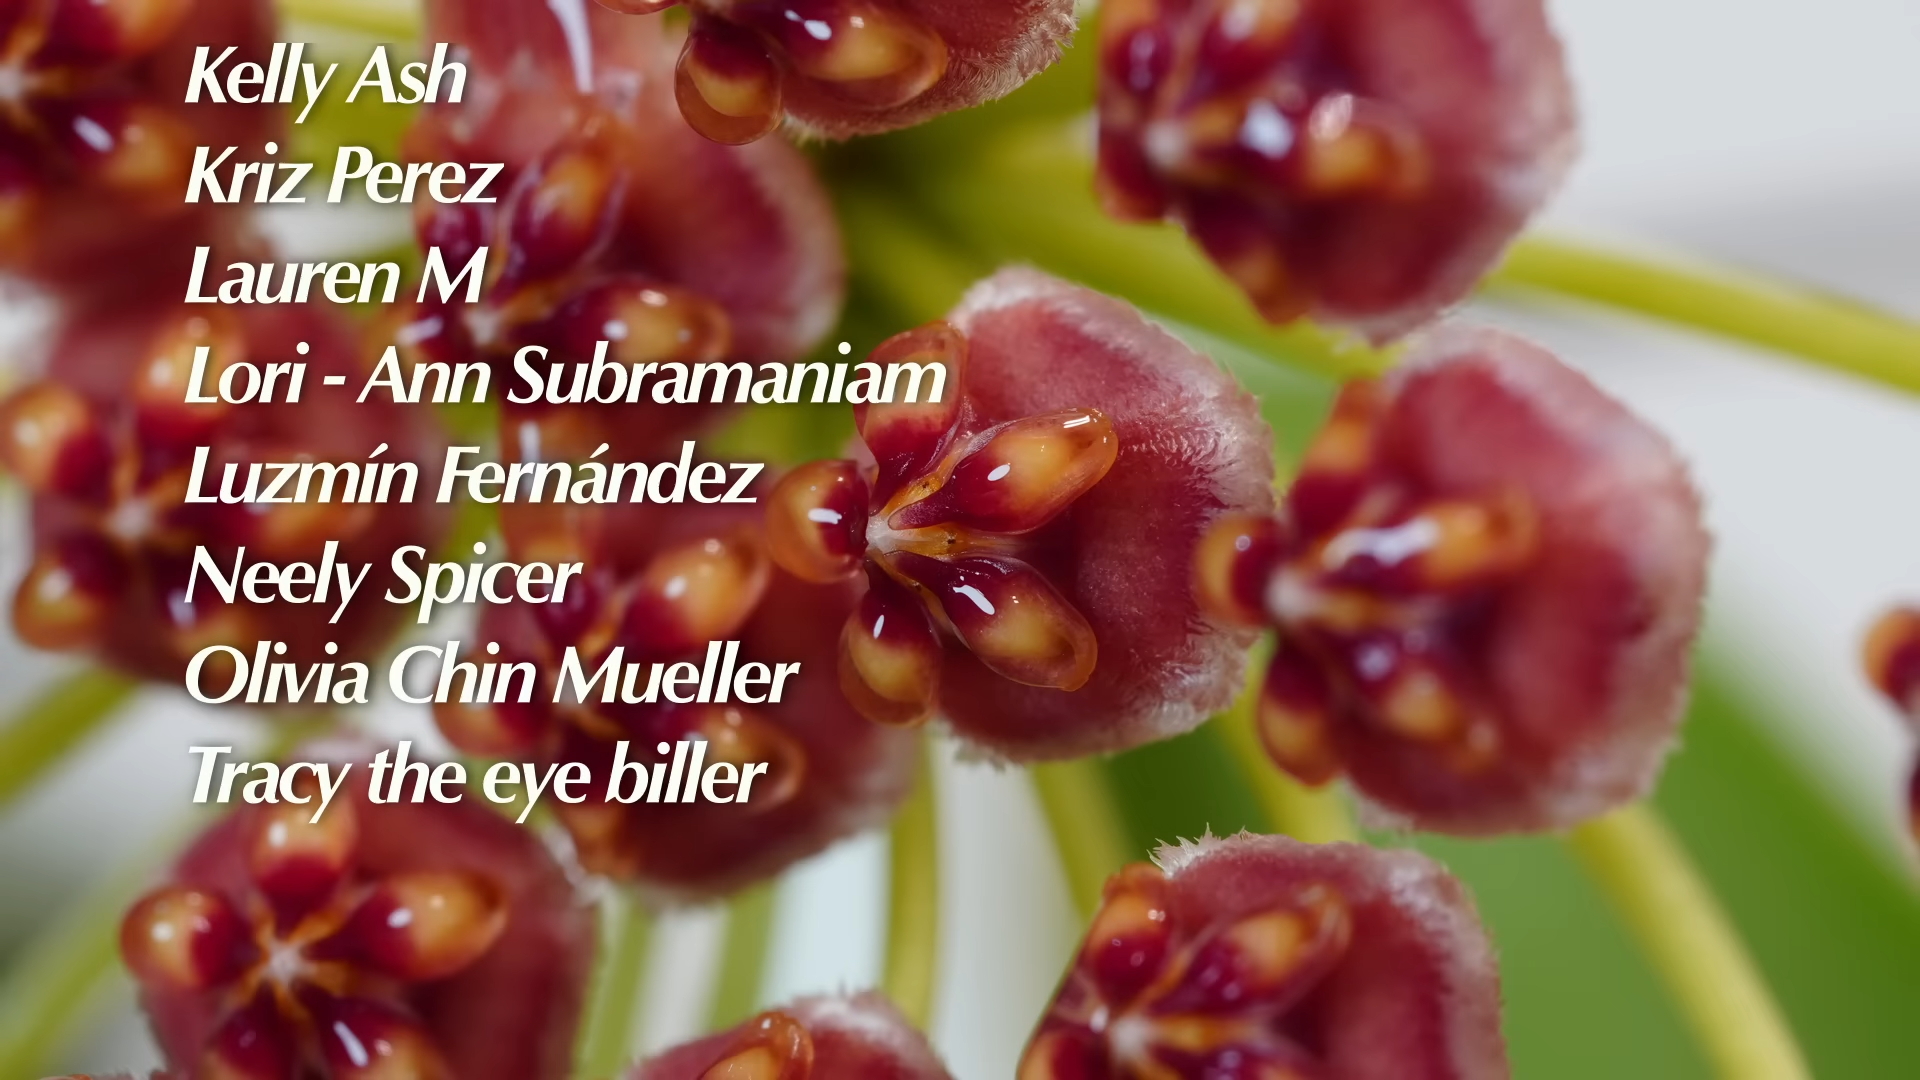 Kelly Ash
Kriz Perez
Lauren M
Lori - Ann Subramaniam
Luzmín Fernández
Neely Spicer
Olivia Chin Mueller
Tracy the eye biller